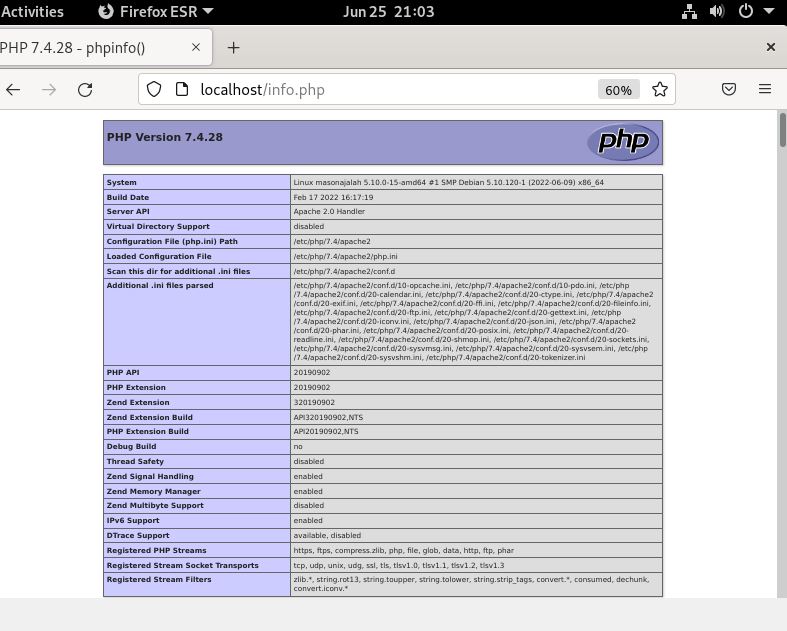 Activities Firefox ESR Jun 25 21:03
PHP 7.4.28 - phpinfo() × +
localhost/info.php 60%
PHP Version 7.4.28 php
System Linux masonajalah 5.10.0-15-amd64 #1 SMP Debian 5.10.120-1 (2022-06-09) x86_64
Build Date Feb 17 2022 16:17:19
Server API Apache 2.0 Handler
Virtual Directory Support disabled
Configuration File (php.ini) Path /etc/php/7.4/apache2
Loaded Configuration File /etc/php/7.4/apache2/php.ini
Scan this dir for additional .ini files /etc/php/7.4/apache2/conf.d
Additional .ini files parsed /etc/php/7.4/apache2/conf.d/10-opcache.ini, /etc/php/7.4/apache2/conf.d/10-pdo.ini, /etc/php
/7.4/apache2/conf.d/20-calendar.ini, /etc/php/7.4/apache2/conf.d/20-ctype.ini, /etc/php/7.4/apache2
/conf.d/20-exif.ini, /etc/php/7.4/apache2/conf.d/20-ffi.ini, /etc/php/7.4/apache2/conf.d/20-fileinfo.ini,
/etc/php/7.4/apache2/conf.d/20-ftp.ini, /etc/php/7.4/apache2/conf.d/20-gettext.ini, /etc/php
/7.4/apache2/conf.d/20-iconv.ini, /etc/php/7.4/apache2/conf.d/20-json.ini, /etc/php/7.4/apache2
/conf.d/20-phar.ini, /etc/php/7.4/apache2/conf.d/20-posix.ini, /etc/php/7.4/apache2/conf.d/20-
readline.ini, /etc/php/7.4/apache2/conf.d/20-shmop.ini, /etc/php/7.4/apache2/conf.d/20-sockets.ini,
/etc/php/7.4/apache2/conf.d/20-sysvmsg.ini, /etc/php/7.4/apache2/conf.d/20-sysvsem.ini, /etc/php
/7.4/apache2/conf.d/20-sysvshm.ini, /etc/php/7.4/apache2/conf.d/20-tokenizer.ini
PHP API 20190902
PHP Extension 20190902
Zend Extension 320190902
Zend Extension Build API320190902,NTS
PHP Extension Build API20190902,NTS
Debug Build no
Thread Safety disabled
Zend Signal Handling enabled
Zend Memory Manager enabled
Zend Multibyte Support disabled
IPv6 Support enabled
DTrace Support available, disabled
Registered PHP Streams https, ftps, compress.zlib, php, file, glob, data, http, ftp, phar
Registered Stream Socket Transports tcp, udp, unix, udg, ssl, tls, tlsv1.0, tlsv1.1, tlsv1.2, tlsv1.3
Registered Stream Filters zlib.*, string.rot13, string.toupper, string.tolower, string.strip_tags, convert.*, consumed, dechunk,
convert.iconv.*